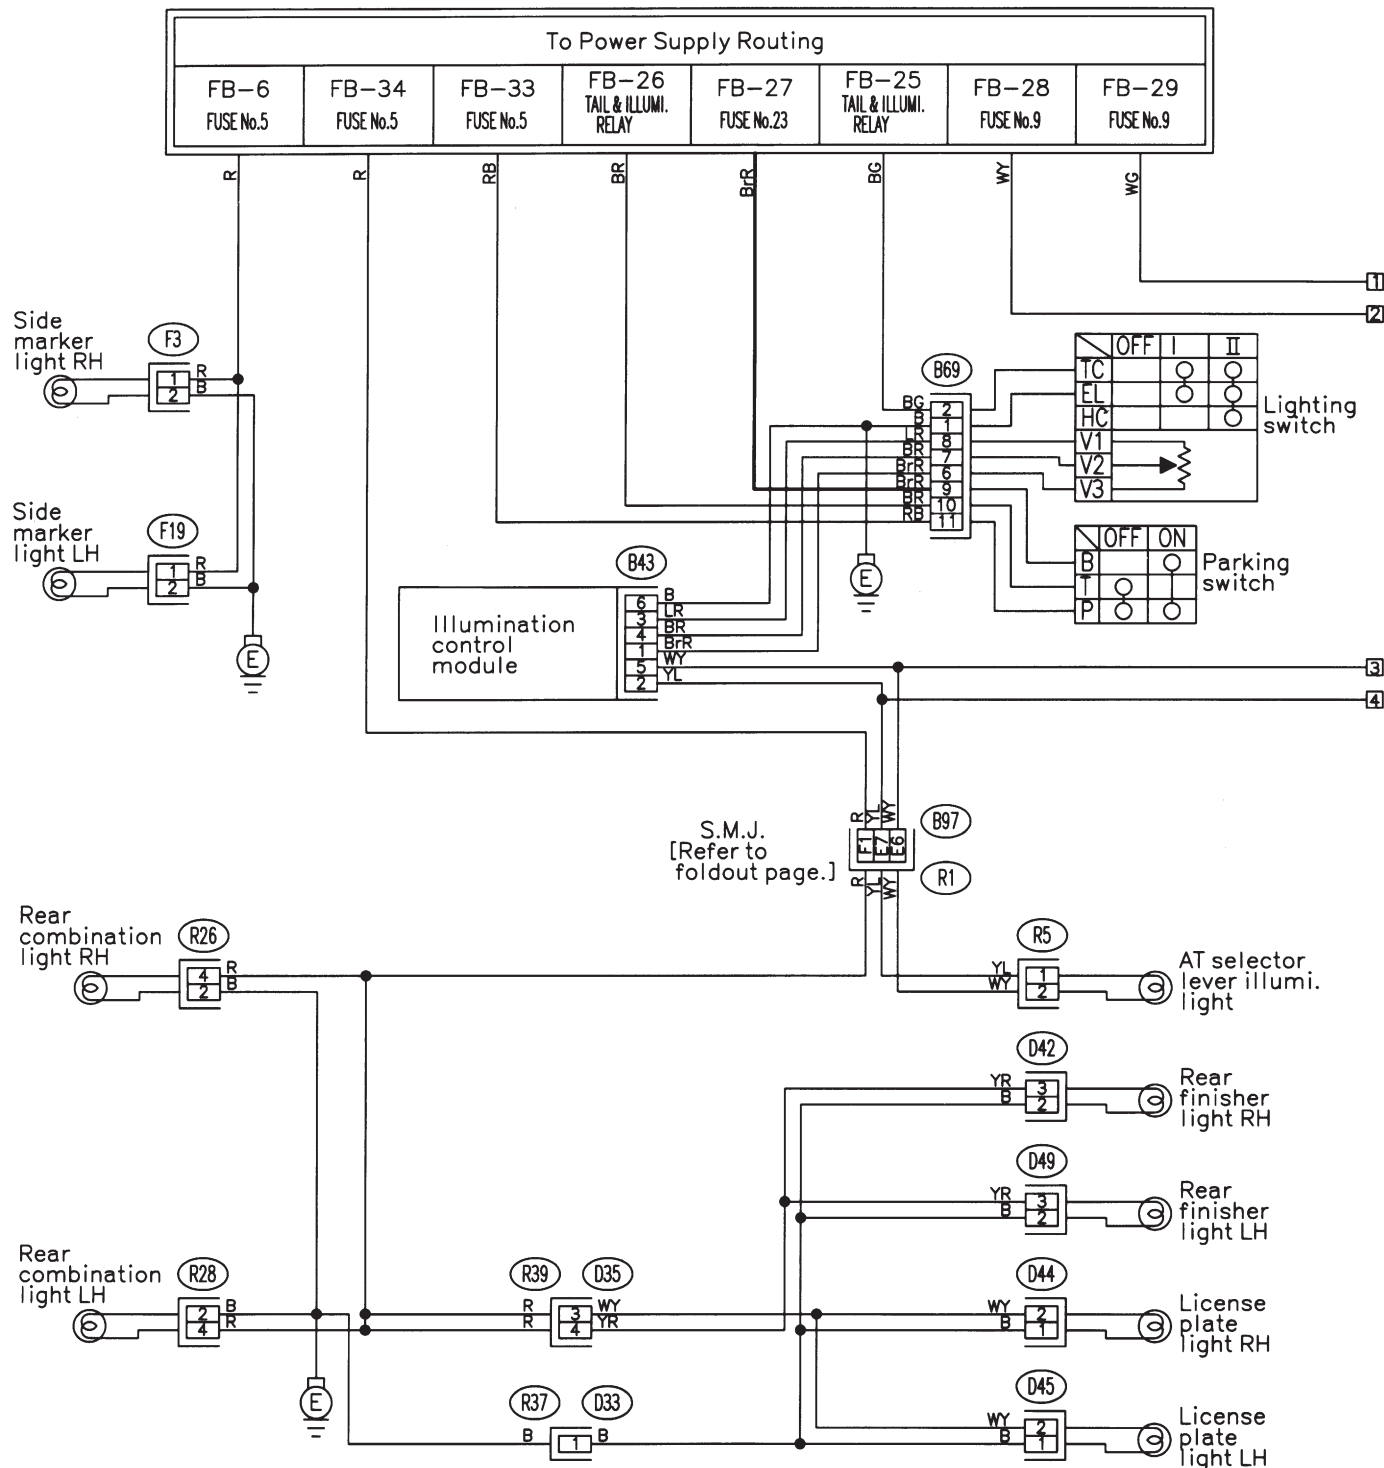 To Power Supply Routing
FB-6
FUSE No.5
FB-34
FUSE No.5
FB-33
FUSE No.5
FB-26
TAIL & ILLUMI.
RELAY
FB-27
FUSE No.23
FB-25
TAIL & ILLUMI.
RELAY
FB-28
FUSE No.9
FB-29
FUSE No.9
R
R
RB
BR
BrR
BG
WY
WG
1
2
Side
marker
light RH
F3
1 R
2 B
Side
marker
light LH
F19
1 R
2 B
E
B69
BG 2
B 1
LR 8
BR 7
BrR 6
BrR 9
BR 10
RB 11
E
OFF I II
TC
EL
HC
V1
V2
V3
Lighting
switch
OFF ON
B
T
P
Parking
switch
B43
Illumination
control
module
6 B
3 LR
4 BR
1 BrR
5 WY
2 YL
3
4
S.M.J.
[Refer to
foldout page.]
R YL WY
F1 E7 E6
R YL WY
B97
R1
Rear
combination
light RH
R26
4 R
2 B
R5
YL 1
WY 2
AT selector
lever illumi.
light
D42
YR 3
B 2
Rear
finisher
light RH
D49
YR 3
B 2
Rear
finisher
light LH
Rear
combination
light LH
R28
2 B
4 R
E
R39 D35
R 3 WY
R 4 YR
D44
WY 2
B 1
License
plate
light RH
R37 D33
B 1 B
D45
WY 2
B 1
License
plate
light LH